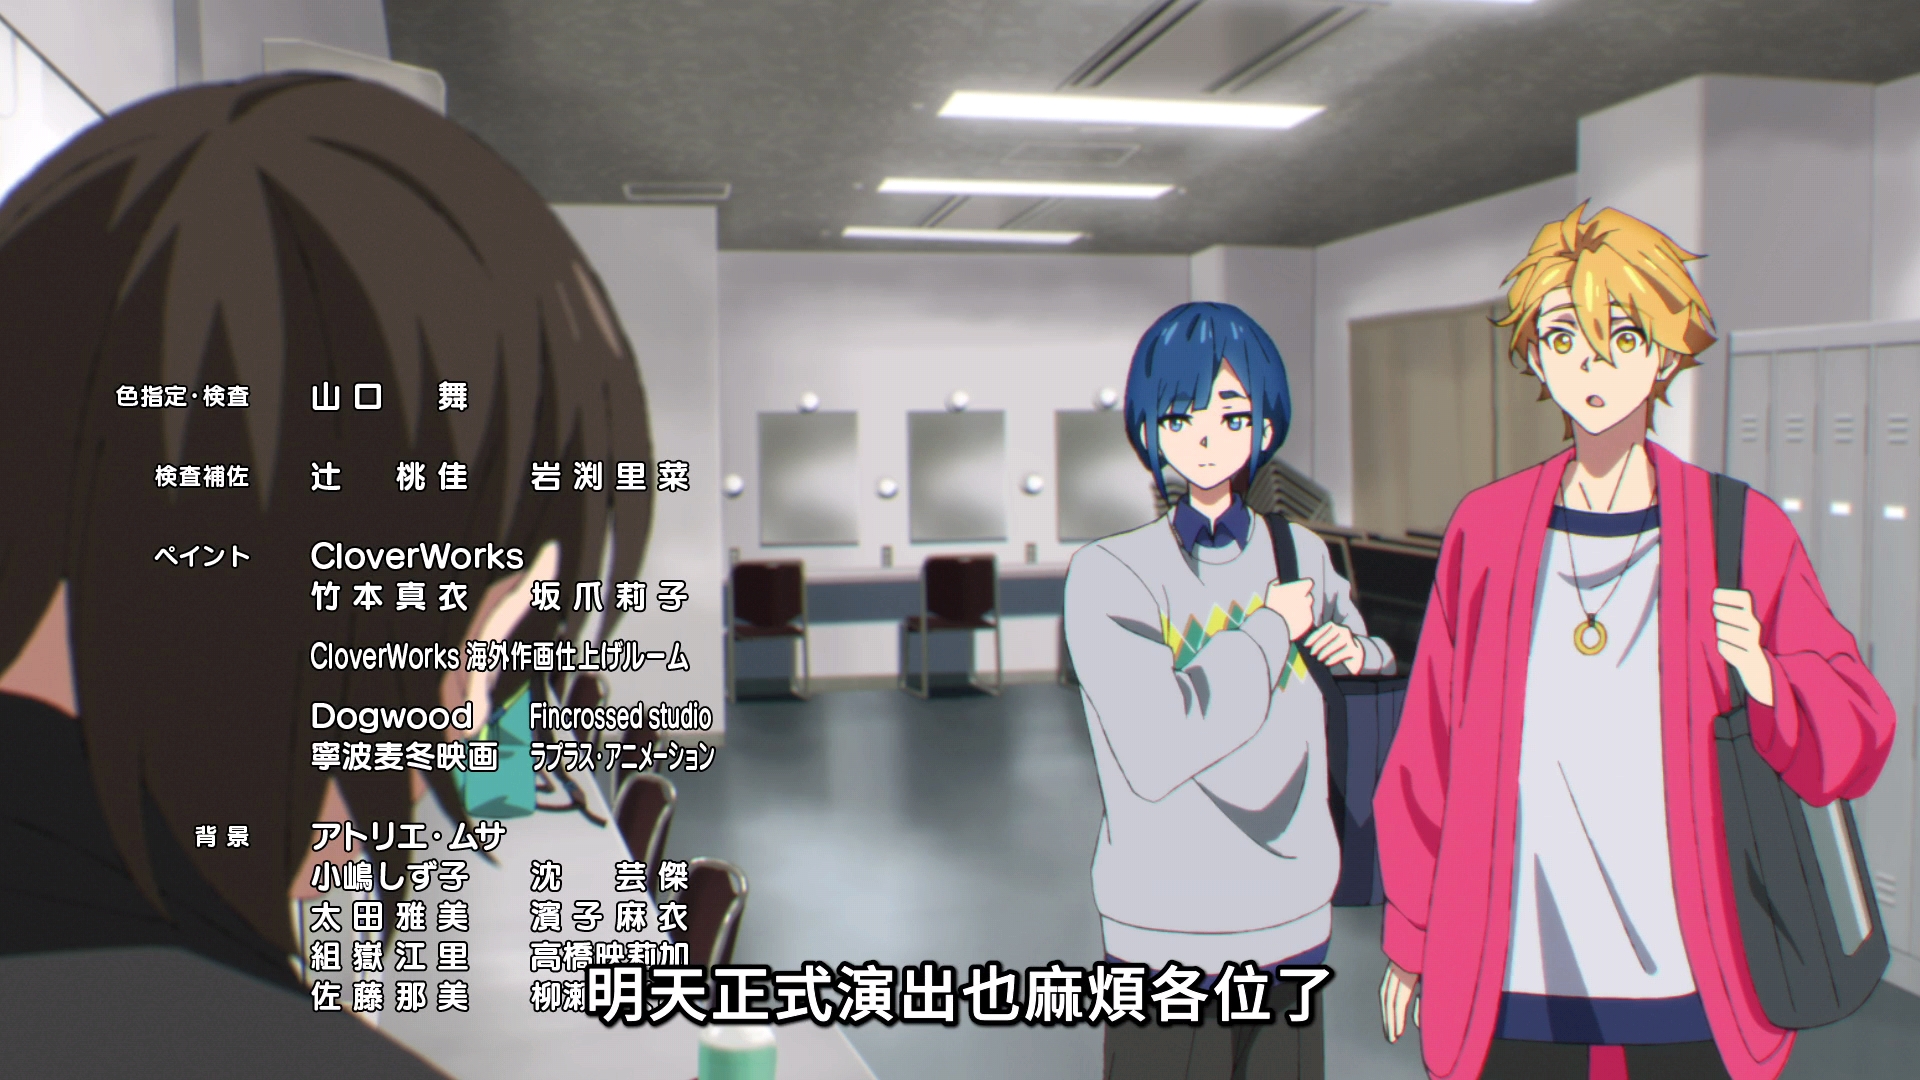 色指定・検査 山口 舞
検査補佐 辻 桃佳 岩渕里菜
ペイント CloverWorks
竹本真衣 坂爪莉子
CloverWorks 海外作画仕上げルーム
Dogwood Fincrossed studio
寧波麦冬映画 ラプラス・アニメーション
背景 アトリエ・ムサ
小嶋しず子 沈 芸傑
太田雅美 濱子麻衣
組嶽江里 高橋映莉加
佐藤那美 柳瀬
明天正式演出也麻煩各位了